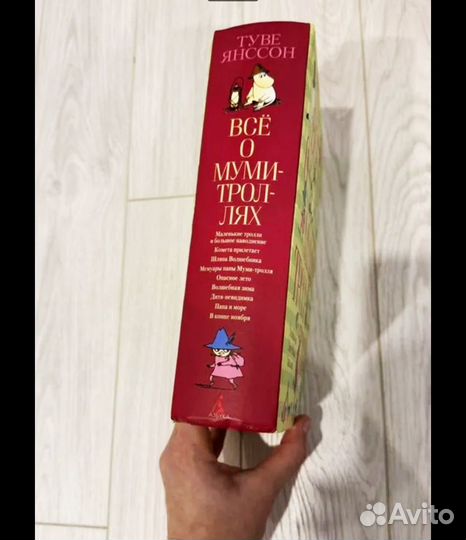 ТУВЕ
ЯНССОН
ВСЁ
О
МУМИ-
ТРОЛ-
ЛЯХ
Маленькие тролли
и большое наводнение
Комета прилетает
Шляпа Волшебника
Мемуары папы Муми-тролля
Опасное лето
Волшебная зима
Дитя-невидимка
Папа и море
В конце ноября
АЗБУКА
Avito